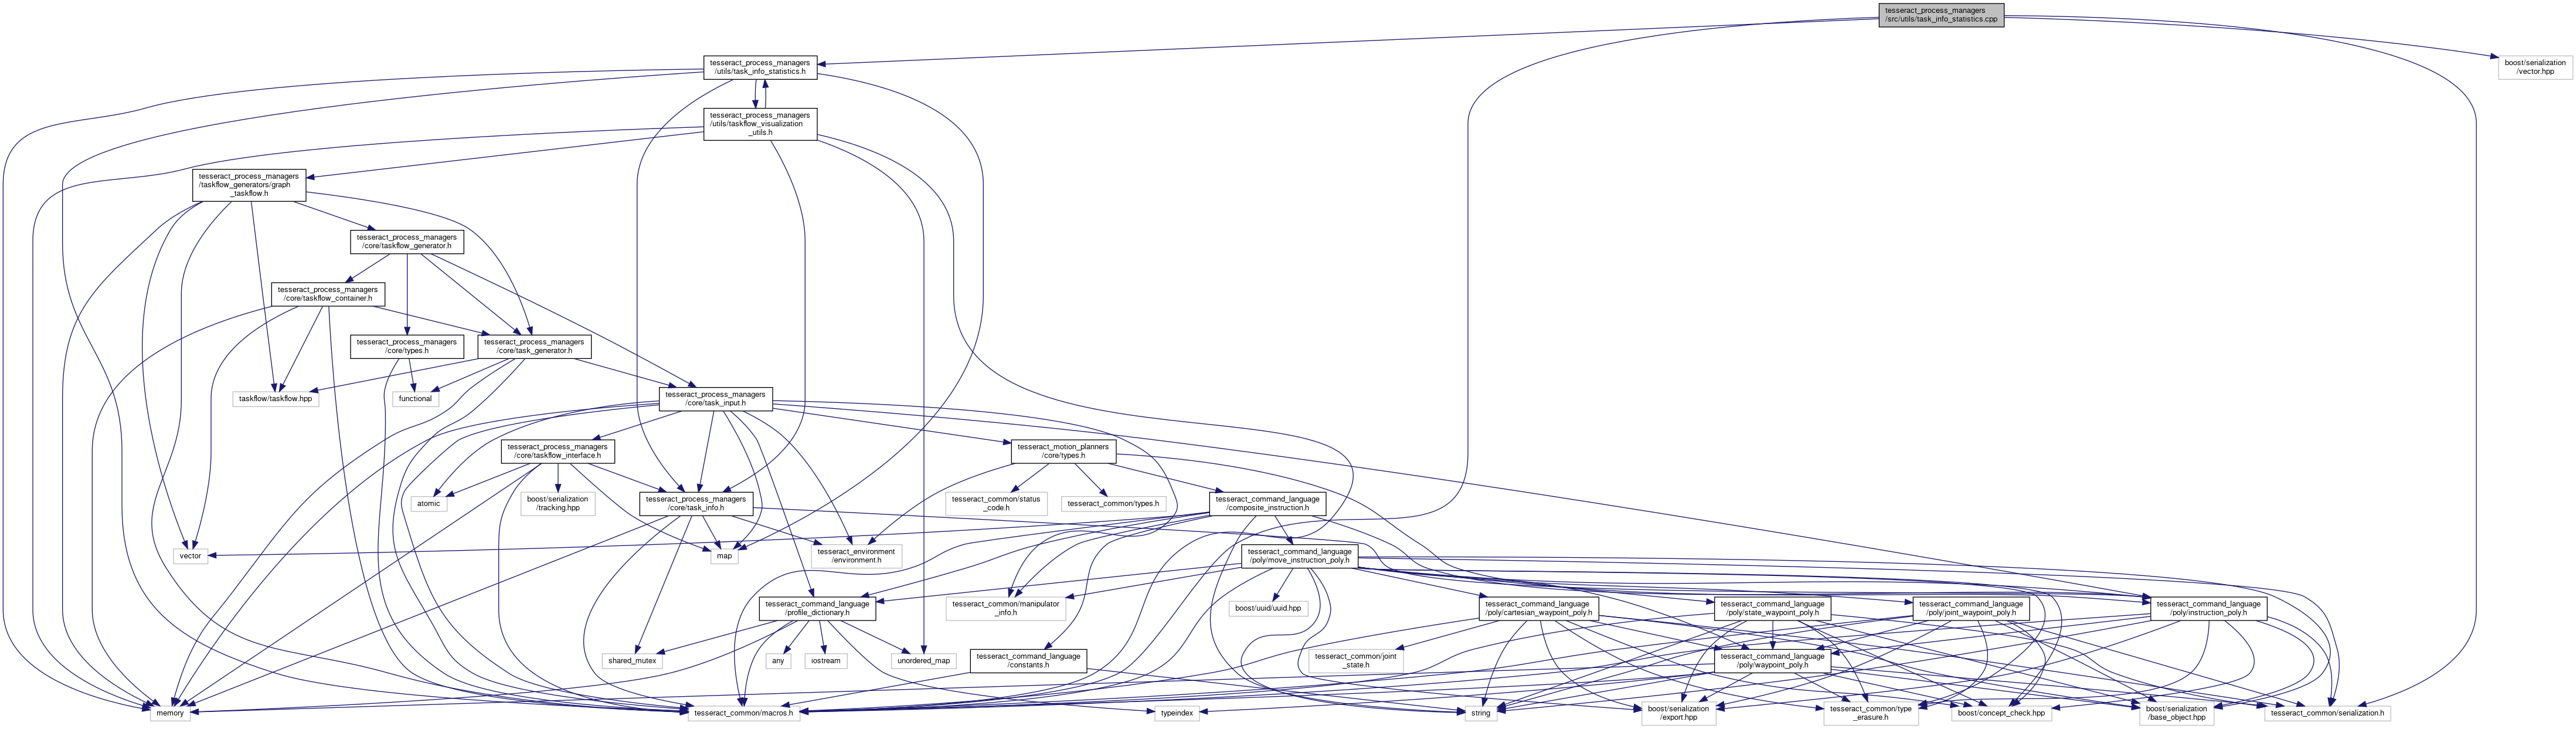 tesseract_process_managers
/src/utils/task_info_statistics.cpp
tesseract_process_managers
/utils/task_info_statistics.h
boost/serialization
/vector.hpp
tesseract_process_managers
/utils/taskflow_visualization
_utils.h
tesseract_process_managers
/taskflow_generators/graph
_taskflow.h
tesseract_process_managers
/core/taskflow_generator.h
tesseract_process_managers
/core/taskflow_container.h
tesseract_process_managers
/core/types.h
tesseract_process_managers
/core/task_generator.h
taskflow/taskflow.hpp
functional
tesseract_process_managers
/core/task_input.h
tesseract_process_managers
/core/taskflow_interface.h
tesseract_motion_planners
/core/types.h
atomic
boost/serialization
/tracking.hpp
tesseract_process_managers
/core/task_info.h
tesseract_common/status
_code.h
tesseract_common/types.h
tesseract_command_language
/composite_instruction.h
vector
map
tesseract_environment
/environment.h
tesseract_command_language
/poly/move_instruction_poly.h
tesseract_command_language
/profile_dictionary.h
tesseract_common/manipulator
_info.h
boost/uuid/uuid.hpp
tesseract_command_language
/poly/cartesian_waypoint_poly.h
tesseract_command_language
/poly/state_waypoint_poly.h
tesseract_command_language
/poly/joint_waypoint_poly.h
tesseract_command_language
/poly/instruction_poly.h
shared_mutex
any
iostream
unordered_map
tesseract_command_language
/constants.h
tesseract_common/joint
_state.h
tesseract_command_language
/poly/waypoint_poly.h
memory
tesseract_common/macros.h
typeindex
string
boost/serialization
/export.hpp
tesseract_common/type
_erasure.h
boost/concept_check.hpp
boost/serialization
/base_object.hpp
tesseract_common/serialization.h